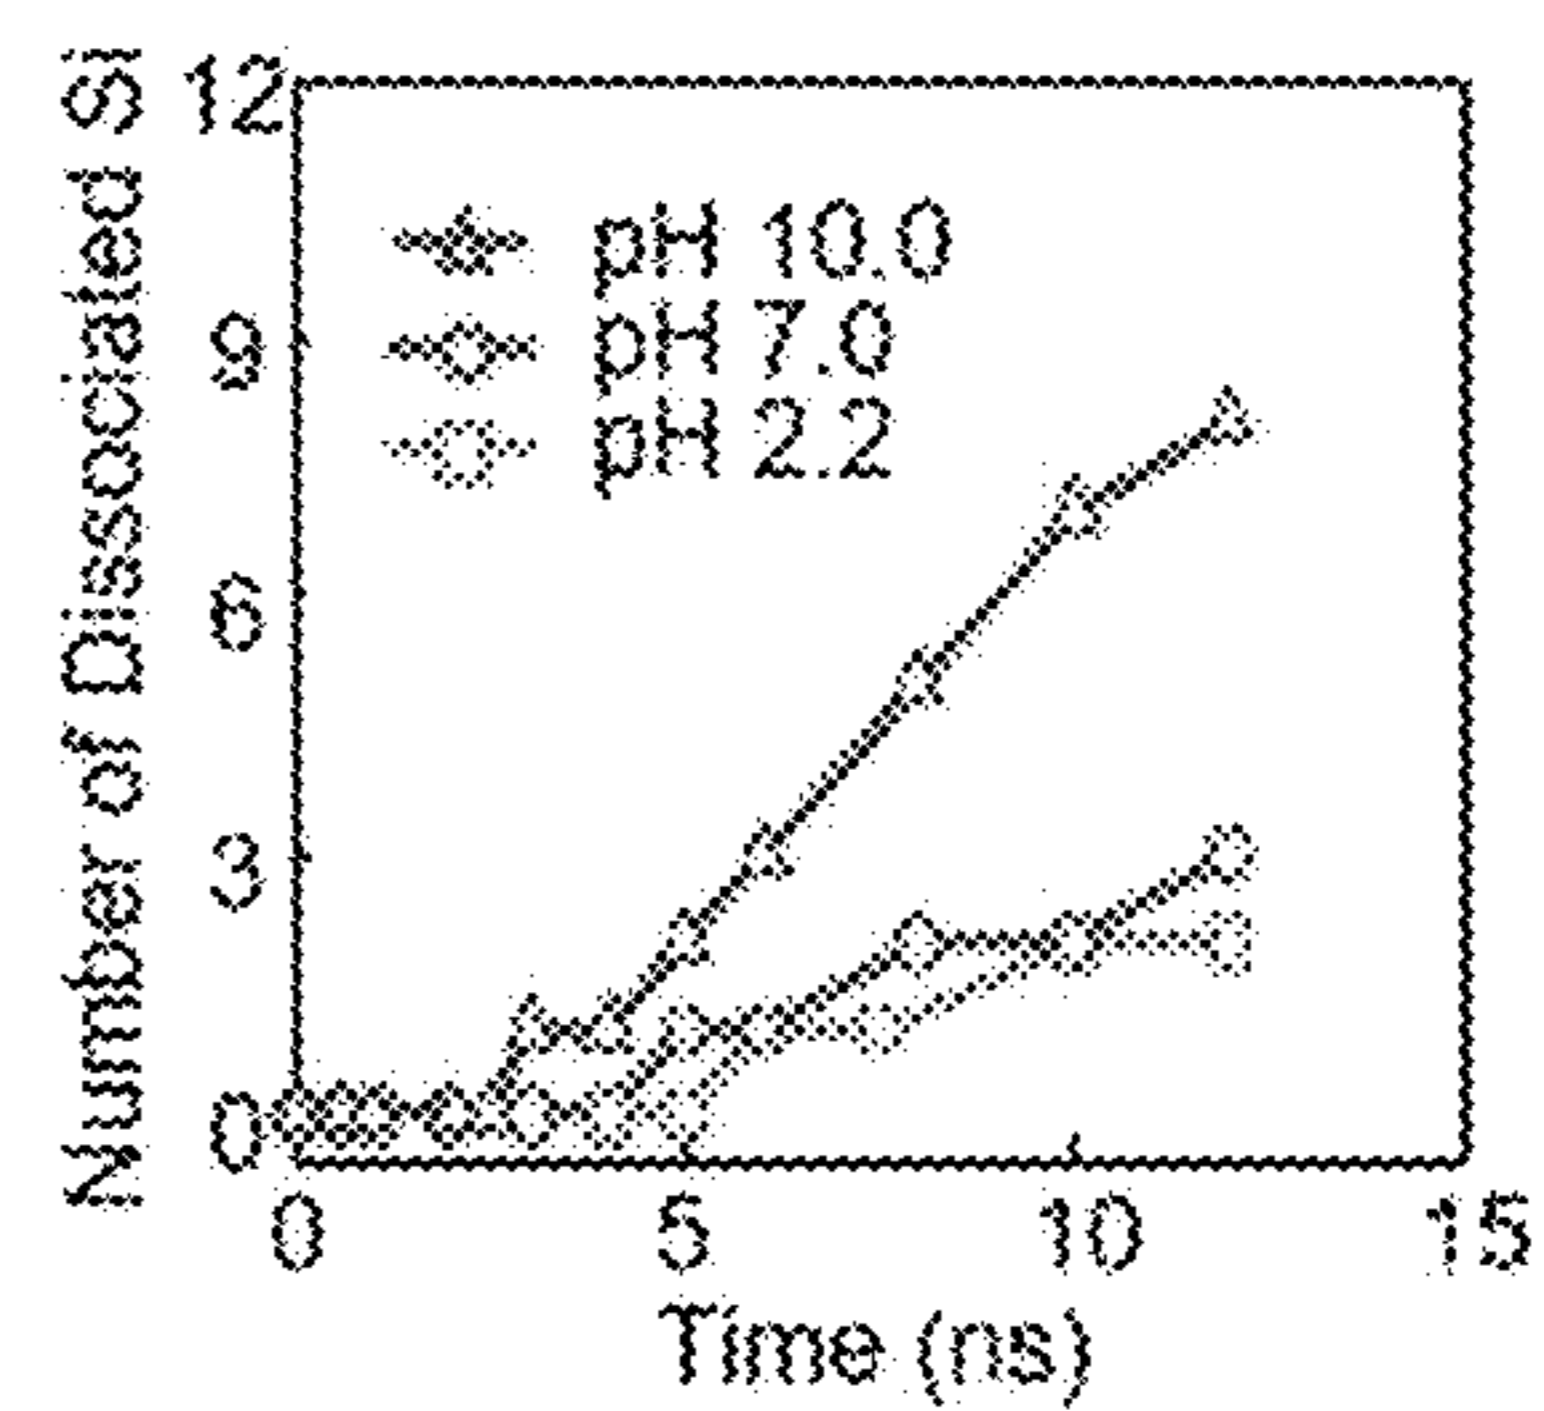 Number of Dissociated Si
12
9
6
3
0
pH 10.0
pH 7.0
pH 2.2
0 5 10 15
Time (ns)